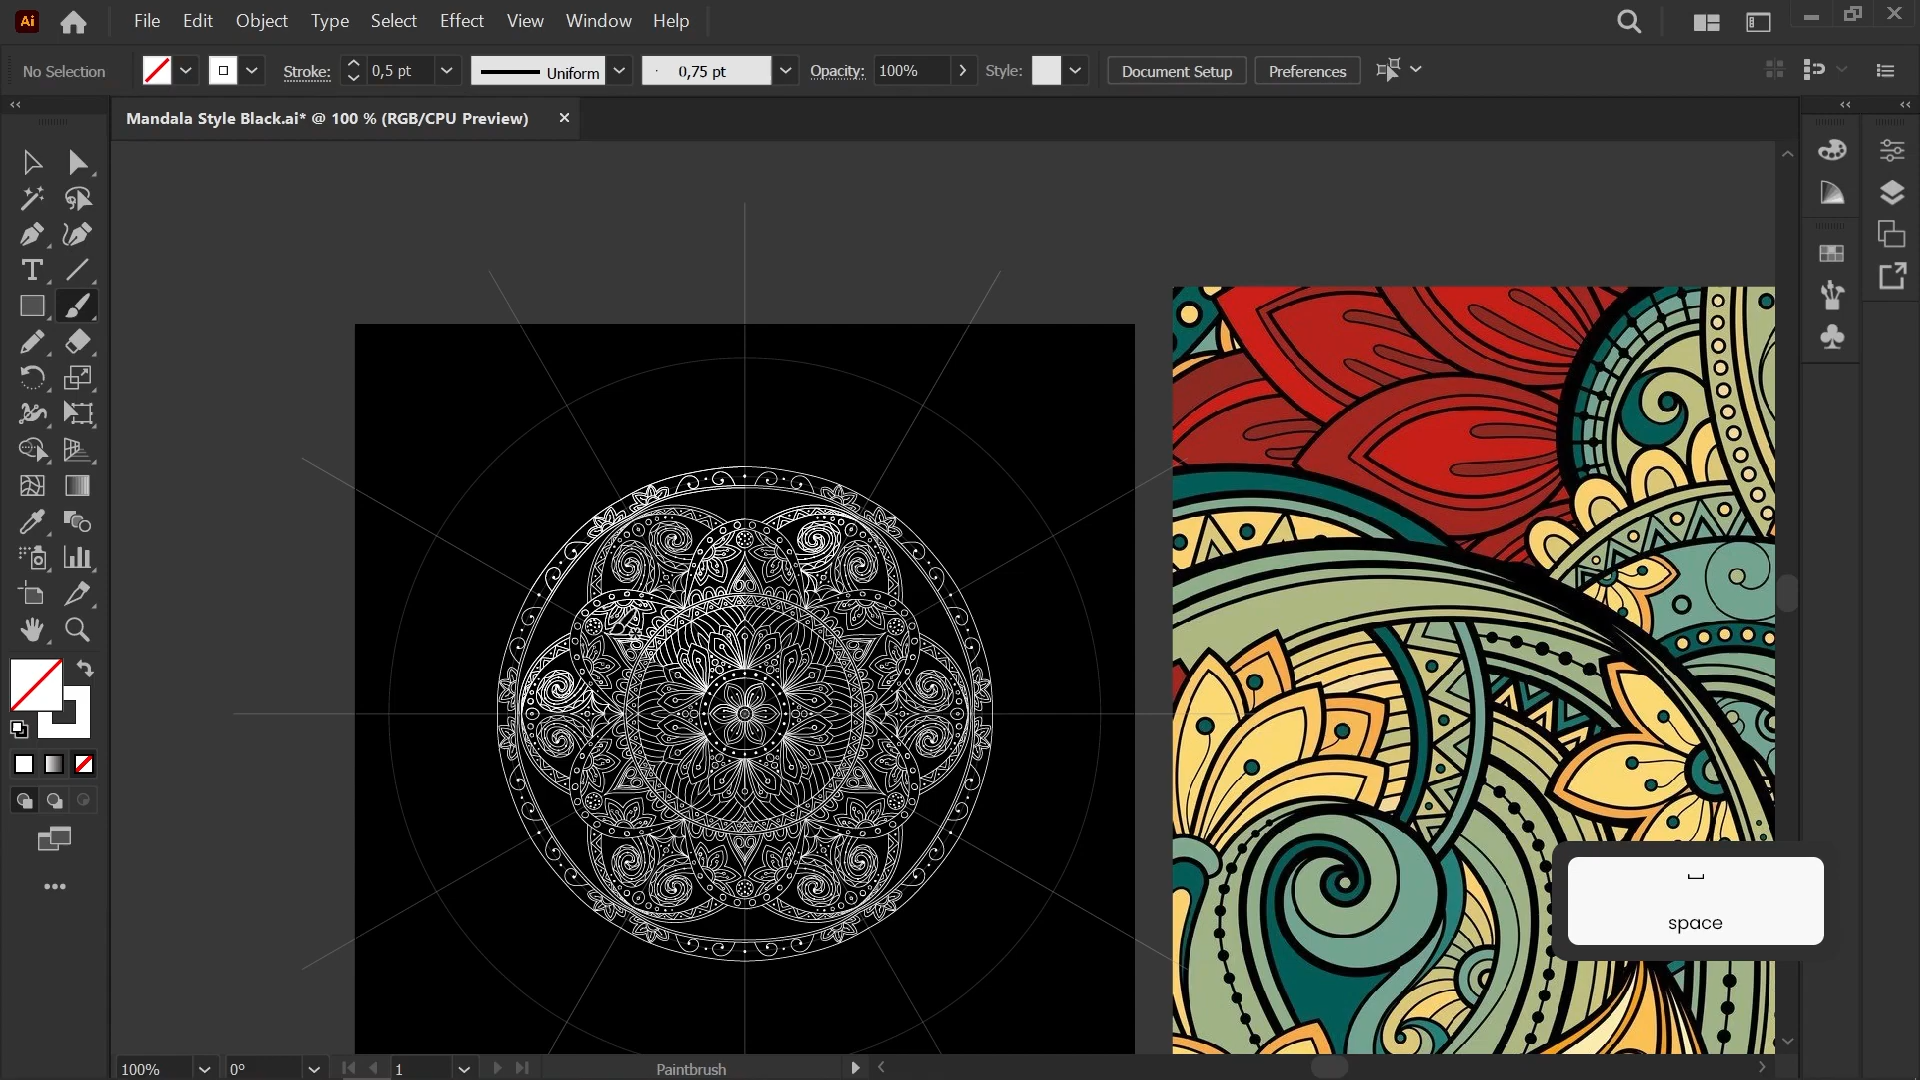 Ai File Edit Object Type Select Effect View Window Help
No Selection Stroke: 0,5 pt Uniform 0,75 pt Opacity: 100% Style: Document Setup Preferences
Mandala Style Black.ai* @ 100 % (RGB/CPU Preview)
space
100% 0° 1 Paintbrush